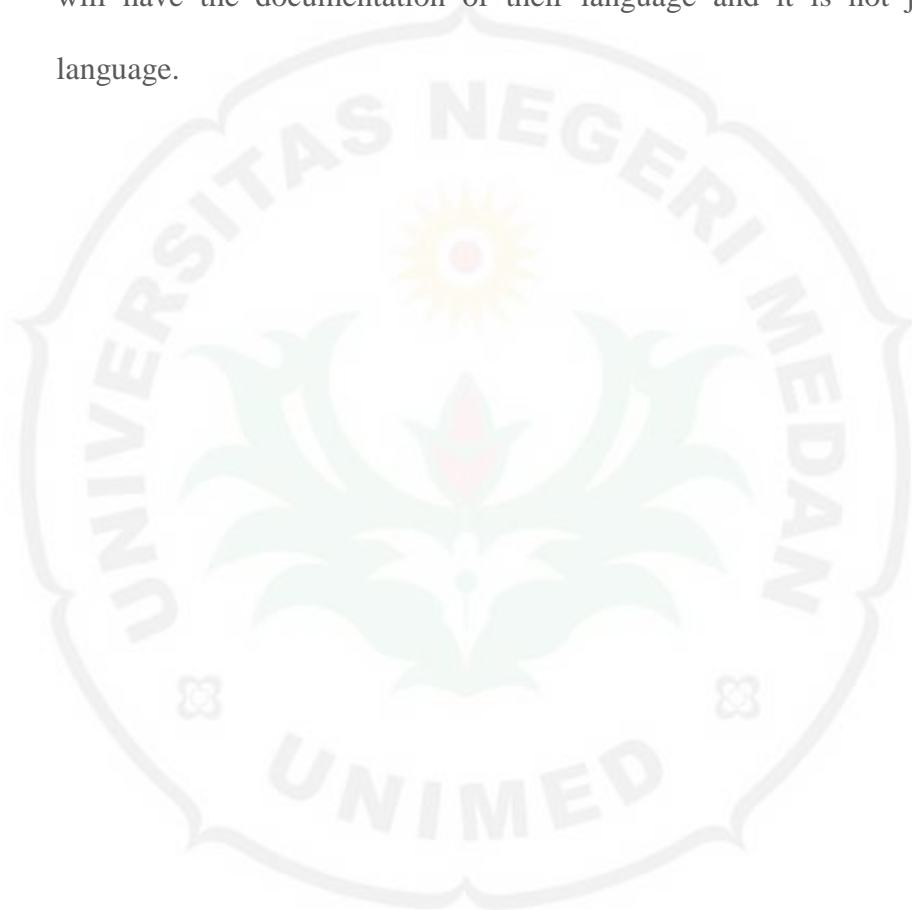 will have the documentation of their language and it is not j
language.
UNIVERSITAS NEGERI MEDAN
UNIMED